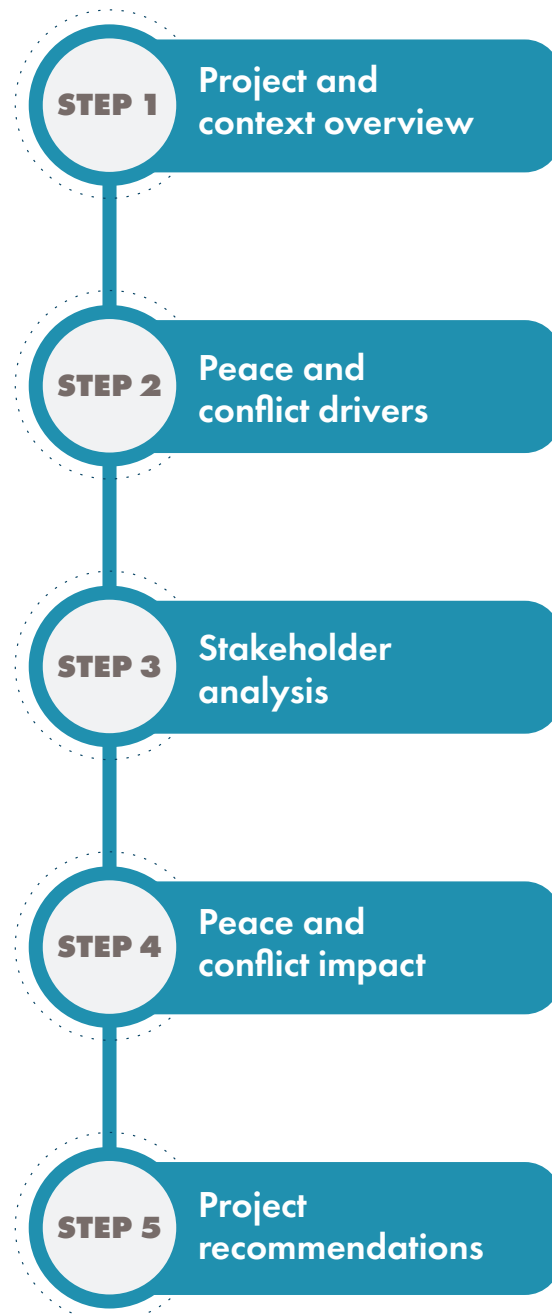 STEP 1
Project and
context overview
STEP 2
Peace and
conflict drivers
STEP 3
Stakeholder
analysis
STEP 4
Peace and
conflict impact
STEP 5
Project
recommendations